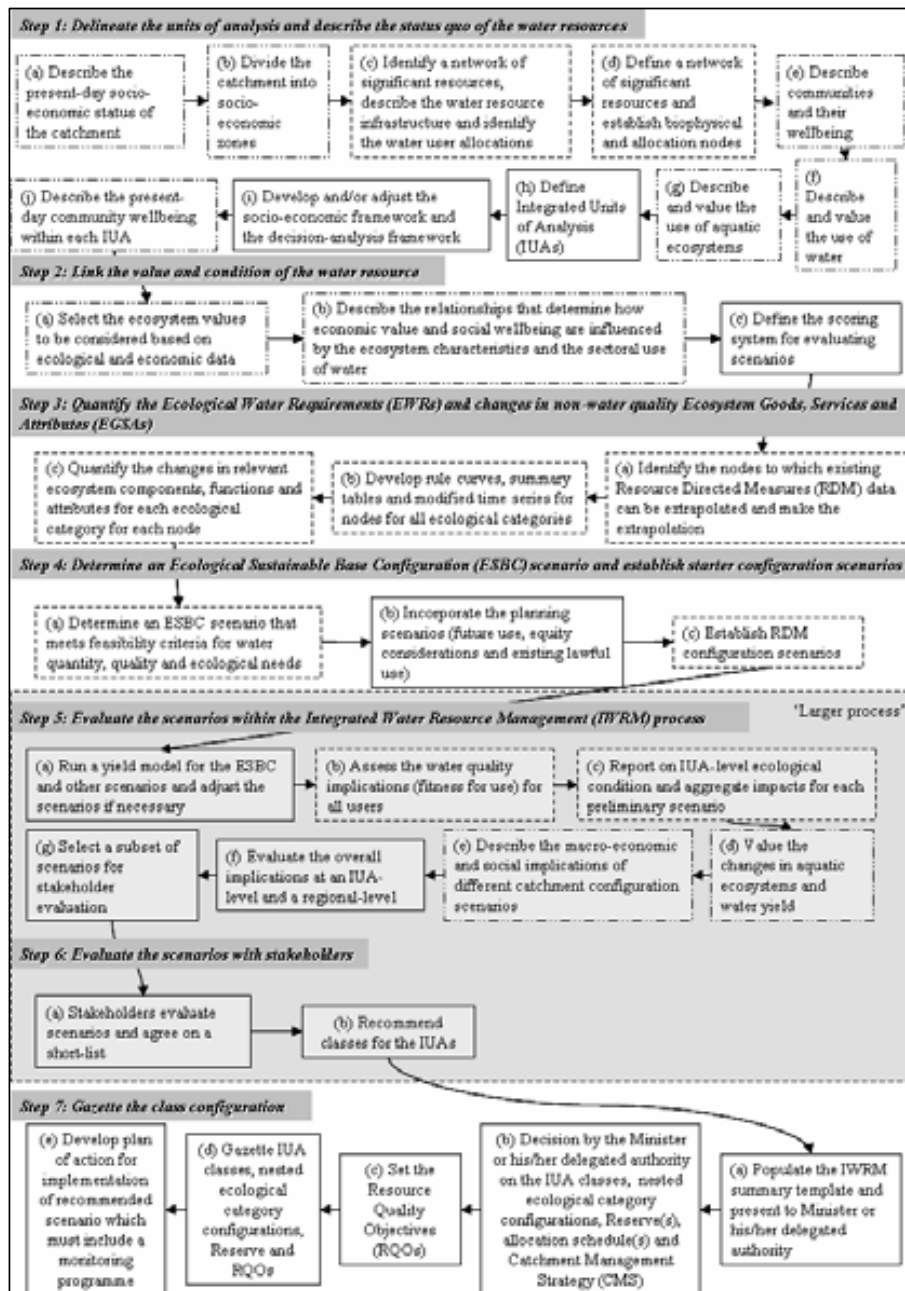 Step 1: Delineate the units of analysis and describe the status quo of the water resources
(a) Describe the
present-day socio-
economic status of
the catchment
(b) Divide the
catchment into
socio-
economic
zones
(c) Identify a network of
significant resources,
describe the water resource
infrastructure and identify
the water user allocations
(d) Define a network
of significant
resources and
establish biophysical
and allocation nodes
(e) Describe
communities
and their
wellbeing
(f)
Describe
and value
the use of
water
(g) Describe
and value the
use of aquatic
ecosystems
(h) Define
Integrated Units
of Analysis
(IUAs)
(i) Develop and/or adjust the
socio-economic framework and
the decision-analysis framework
(j) Describe the present-
day community wellbeing
within each IUA
Step 2: Link the value and condition of the water resource
(a) Select the ecosystem values
to be considered based on
ecological and economic data
(b) Describe the relationships that determine how
economic value and social wellbeing are influenced
by the ecosystem characteristics and the sectoral use
of water
(c) Define the scoring
system for evaluating
scenarios
Step 3: Quantify the Ecological Water Requirements (EWRs) and changes in non-water quality Ecosystem Goods, Services and
Attributes (EGSAs)
(a) Identify the nodes to which existing
Resource Directed Measures (RDM) data
can be extrapolated and make the
extrapolation
(b) Develop rule curves, summary
tables and modified time series for
nodes for all ecological categories
(c) Quantify the changes in relevant
ecosystem components, functions and
attributes for each ecological
category for each node
Step 4: Determine an Ecological Sustainable Base Configuration (ESBC) scenario and establish starter configuration scenarios
(a) Determine an ESBC scenario that
meets feasibility criteria for water
quantity, quality and ecological needs
(b) Incorporate the planning
scenarios (future use, equity
considerations and existing lawful
use)
(c) Establish RDM
configuration scenarios
Step 5: Evaluate the scenarios within the Integrated Water Resource Management (IWRM) process
"Larger process"
(a) Run a yield model for the ESBC
and other scenarios and adjust the
scenarios if necessary
(b) Assess the water quality
implications (fitness for use) for
all users
(c) Report on IUA-level ecological
condition and aggregate impacts for each
preliminary scenario
(d) Value the
changes in aquatic
ecosystems and
water yield
(e) Describe the macro-economic
and social implications of
different catchment configuration
scenarios
(f) Evaluate the overall
implications at an IUA-
level and a regional-level
(g) Select a subset of
scenarios for
stakeholder
evaluation
Step 6: Evaluate the scenarios with stakeholders
(a) Stakeholders evaluate
scenarios and agree on a
short-list
(b) Recommend
classes for the IUAs
Step 7: Gazette the class configuration
(a) Populate the IWRM
summary template and
present to Minister or
his/her delegated
authority
(b) Decision by the Minister
or his/her delegated authority
on the IUA classes, nested
ecological category
configurations, Reserve(s),
allocation schedule(s) and
Catchment Management
Strategy (CMS)
(c) Set the
Resource
Quality
Objectives
(RQOs)
(d) Gazette IUA
classes, nested
ecological
category
configurations,
Reserve and
RQOs
(e) Develop plan
of action for
implementation
of recommended
scenario which
must include a
monitoring
programme